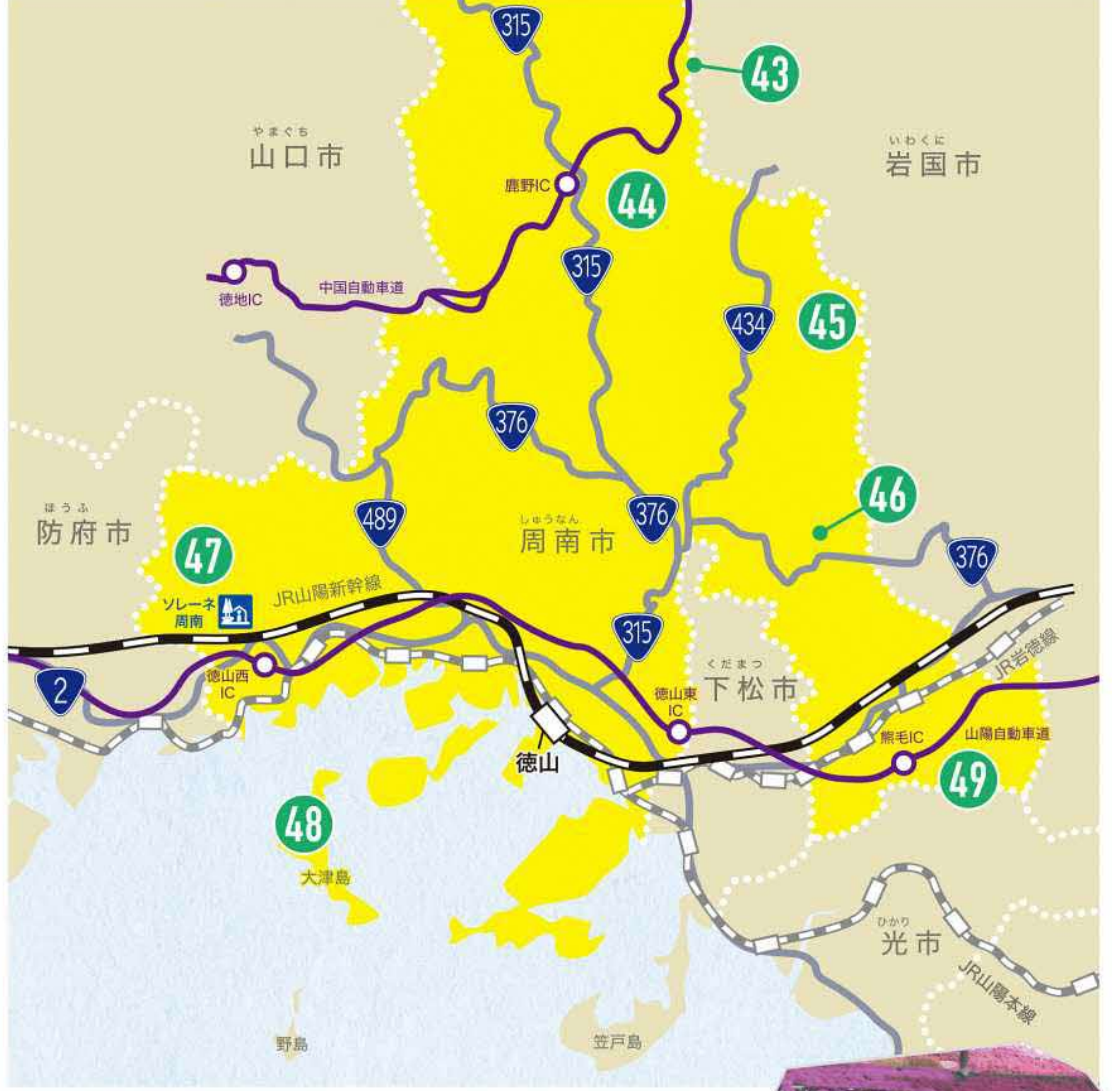 315
43
やまぐち
山口市
いわくに
岩国市
鹿野IC
44
315
徳地IC
中国自動車道
434
45
376
ほうふ
防府市
489
しゅうなん
周南市
376
46
376
47
ソレーネ
周南
JR山陽新幹線
315
くだまつ
下松市
JR岩徳線
2
徳山西
IC
徳山東
IC
徳山
熊毛IC
山陽自動車道
49
48
大津島
ひかり
光市
JR山陽本線
野島
笠戸島